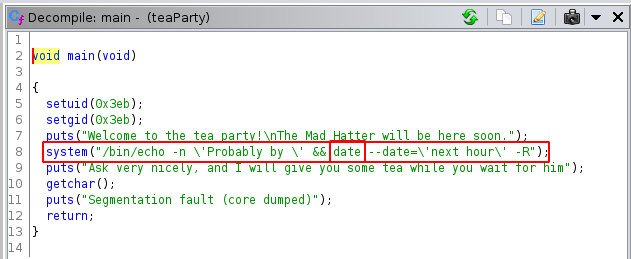 Decompile: main - (teaParty)
1
2 void main(void)
3
4 {
5 setuid(0x3eb);
6 setgid(0x3eb);
7 puts("Welcome to the tea party!\nThe Mad Hatter will be here soon.");
8 system("/bin/echo -n \'Probably by \' && date --date=\'next hour\' -R");
9 puts("Ask very nicely, and I will give you some tea while you wait for him");
10 getchar();
11 puts("Segmentation fault (core dumped)");
12 return;
13 }
14